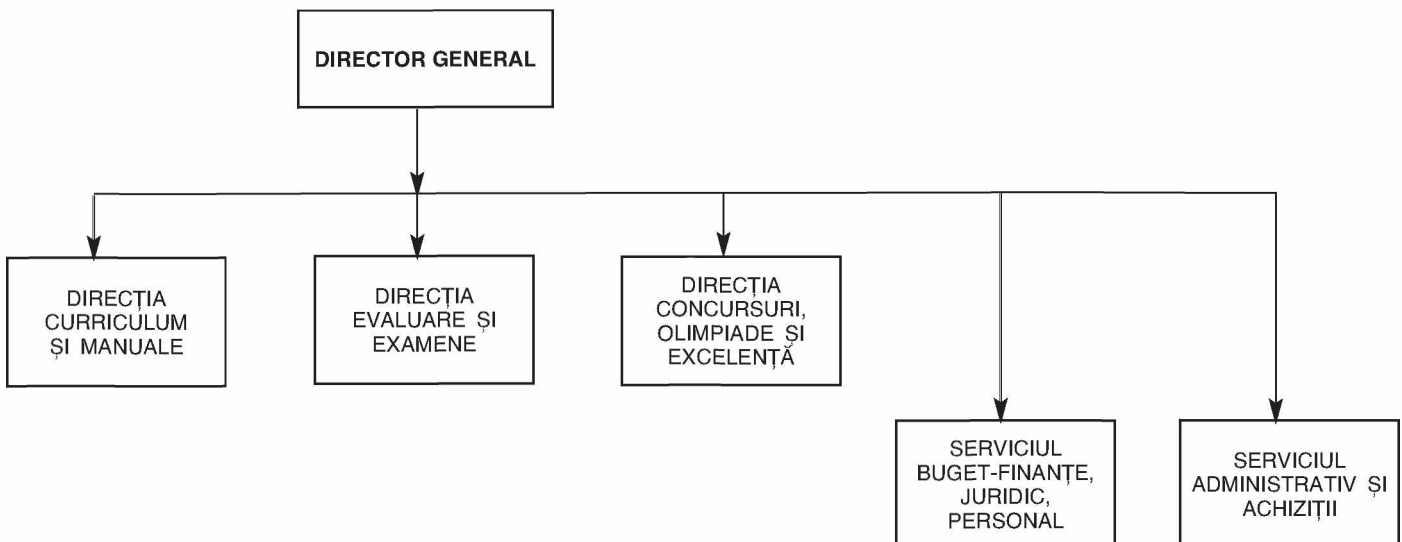 DIRECTOR GENERAL
DIRECȚIA
CURRICULUM
ȘI MANUALE
DIRECȚIA
EVALUARE ȘI
EXAMENE
DIRECȚIA
CONCURSURI,
OLIMPIADE ȘI
EXCELENȚĂ
SERVICIUL
BUGET-FINANȚE,
JURIDIC,
PERSONAL
SERVICIUL
ADMINISTRATIV ȘI
ACHIZIȚII